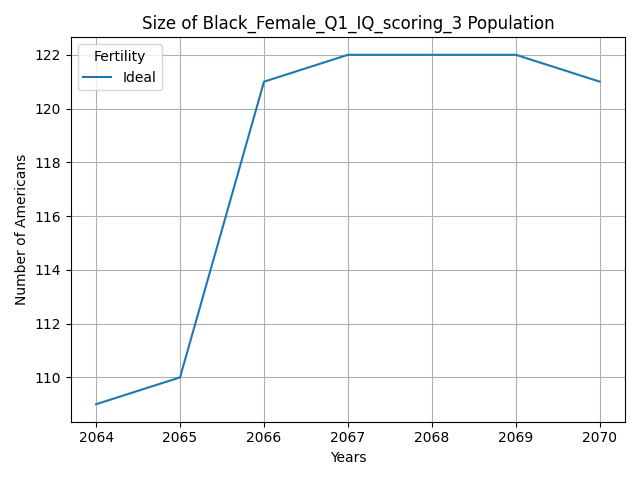 Size of Black_Female_Q1_IQ_scoring_3 Population
Fertility
Ideal
122
120
118
116
114
112
110
Number of Americans
2064 2065 2066 2067 2068 2069 2070
Years